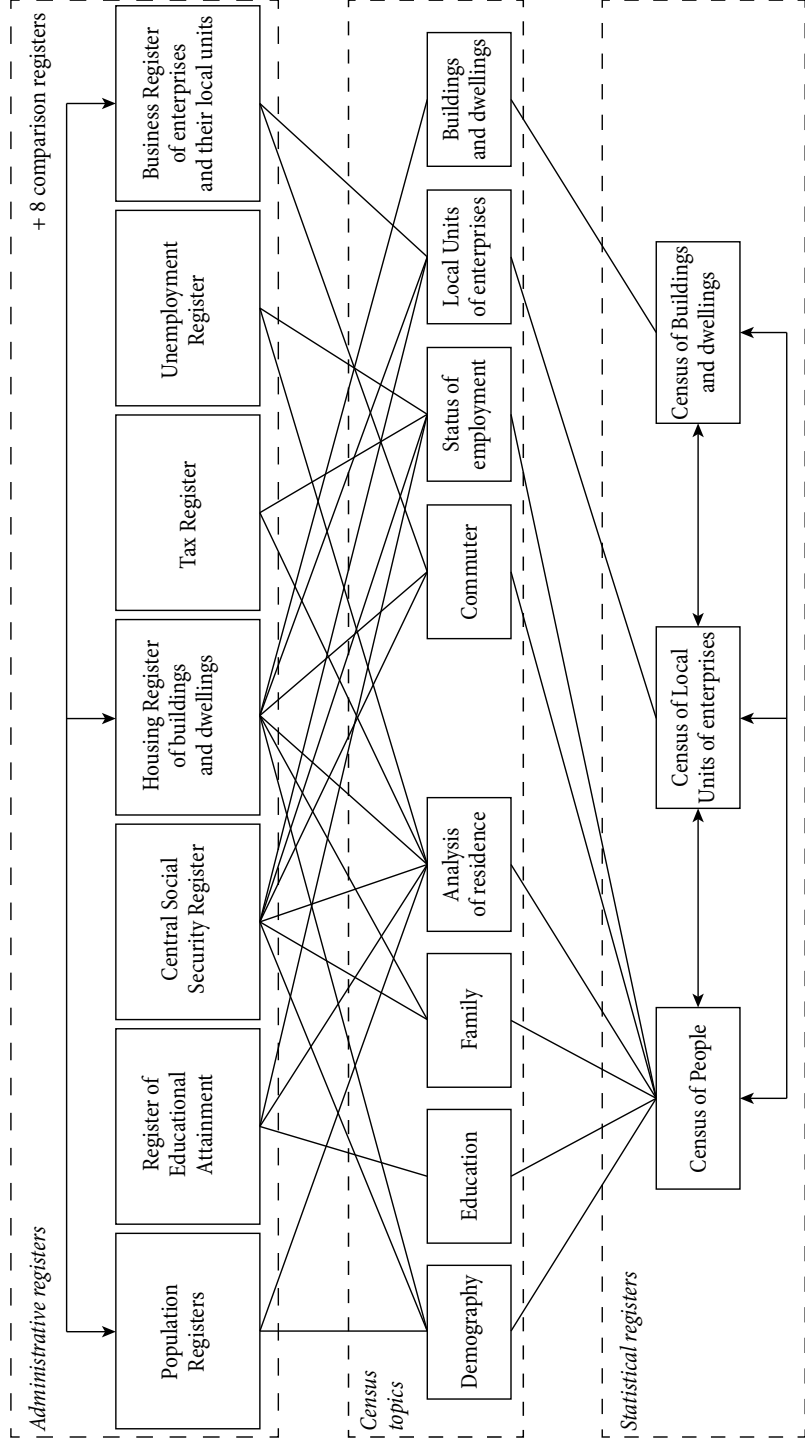 Administrative registers
+ 8 comparison registers
Population
Registers
Register of
Educational
Attainment
Central Social
Security Register
Housing Register
of buildings
and dwellings
Tax Register
Unemployment
Register
Business Register
of enterprises
and their local units
Census
topics
Demography
Education
Family
Analysis
of residence
Commuter
Status of
employment
Local Units
of enterprises
Buildings
and dwellings
Statistical registers
Census of People
Census of Local
Units of enterprises
Census of Buildings
and dwellings